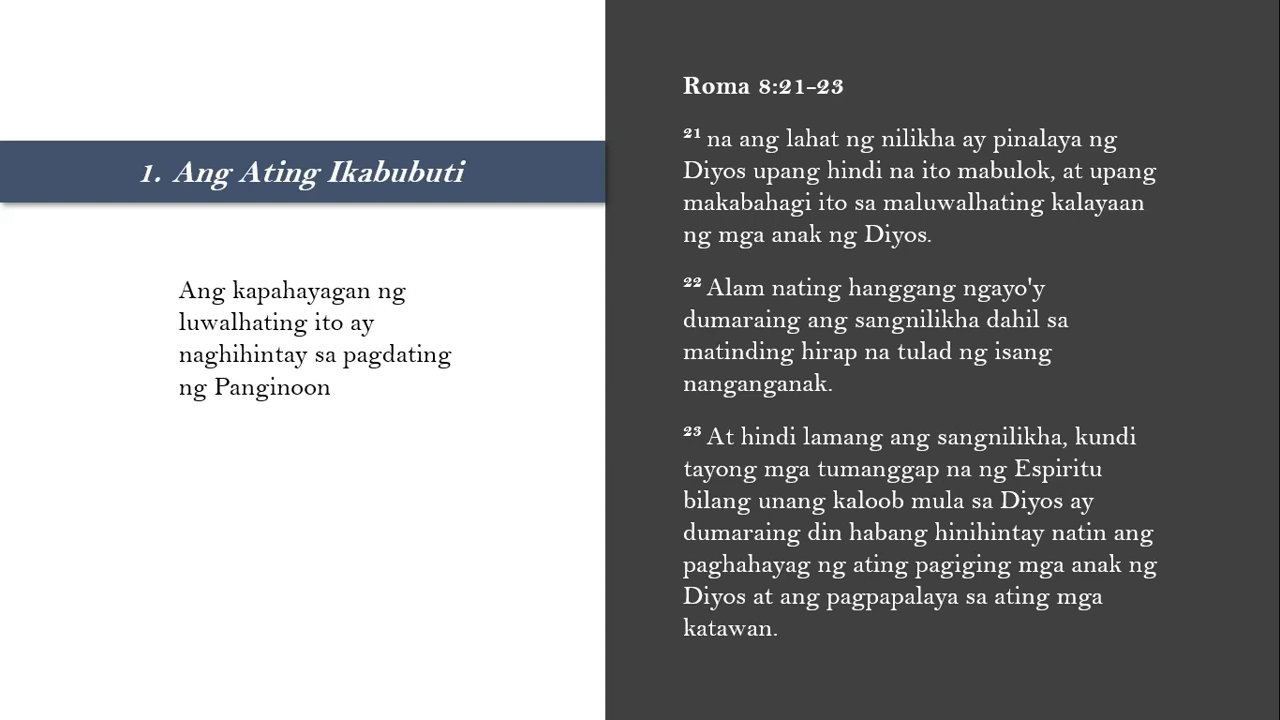 1. Ang Ating Ikabubuti
Ang kapahayagan ng
luwalhating ito ay
naghihintay sa pagdating
ng Panginoon
Roma 8:21-23
21 na ang lahat ng nilikha ay pinalaya ng
Diyos upang hindi na ito mabulok, at upang
makabahagi ito sa maluwalhating kalayaan
ng mga anak ng Diyos.
22 Alam nating hanggang ngayo'y
dumaraing ang sangnilikha dahil sa
matinding hirap na tulad ng isang
nanganganak.
23 At hindi lamang ang sangnilikha, kundi
tayong mga tumanggap na ng Espiritu
bilang unang kaloob mula sa Diyos ay
dumaraing din habang hinihintay natin ang
paghahayag ng ating pagiging mga anak ng
Diyos at ang pagpapalaya sa ating mga
katawan.